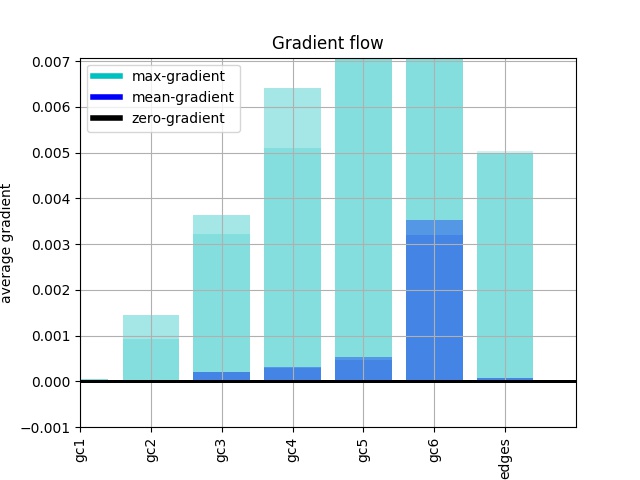 Gradient flow
max-gradient
mean-gradient
zero-gradient
average gradient
0.007
0.006
0.005
0.004
0.003
0.002
0.001
0.000
−0.001
gc1
gc2
gc3
gc4
gc5
gc6
edges